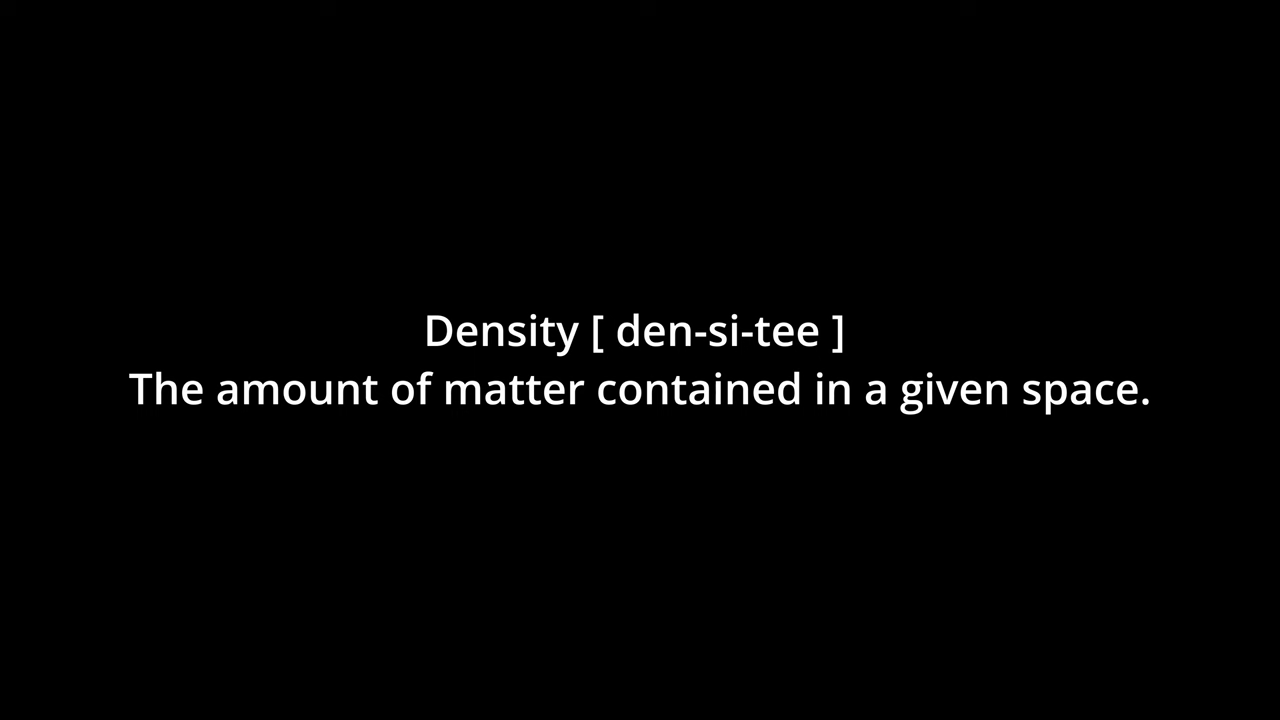 Density [ den-si-tee ]
The amount of matter contained in a given space.